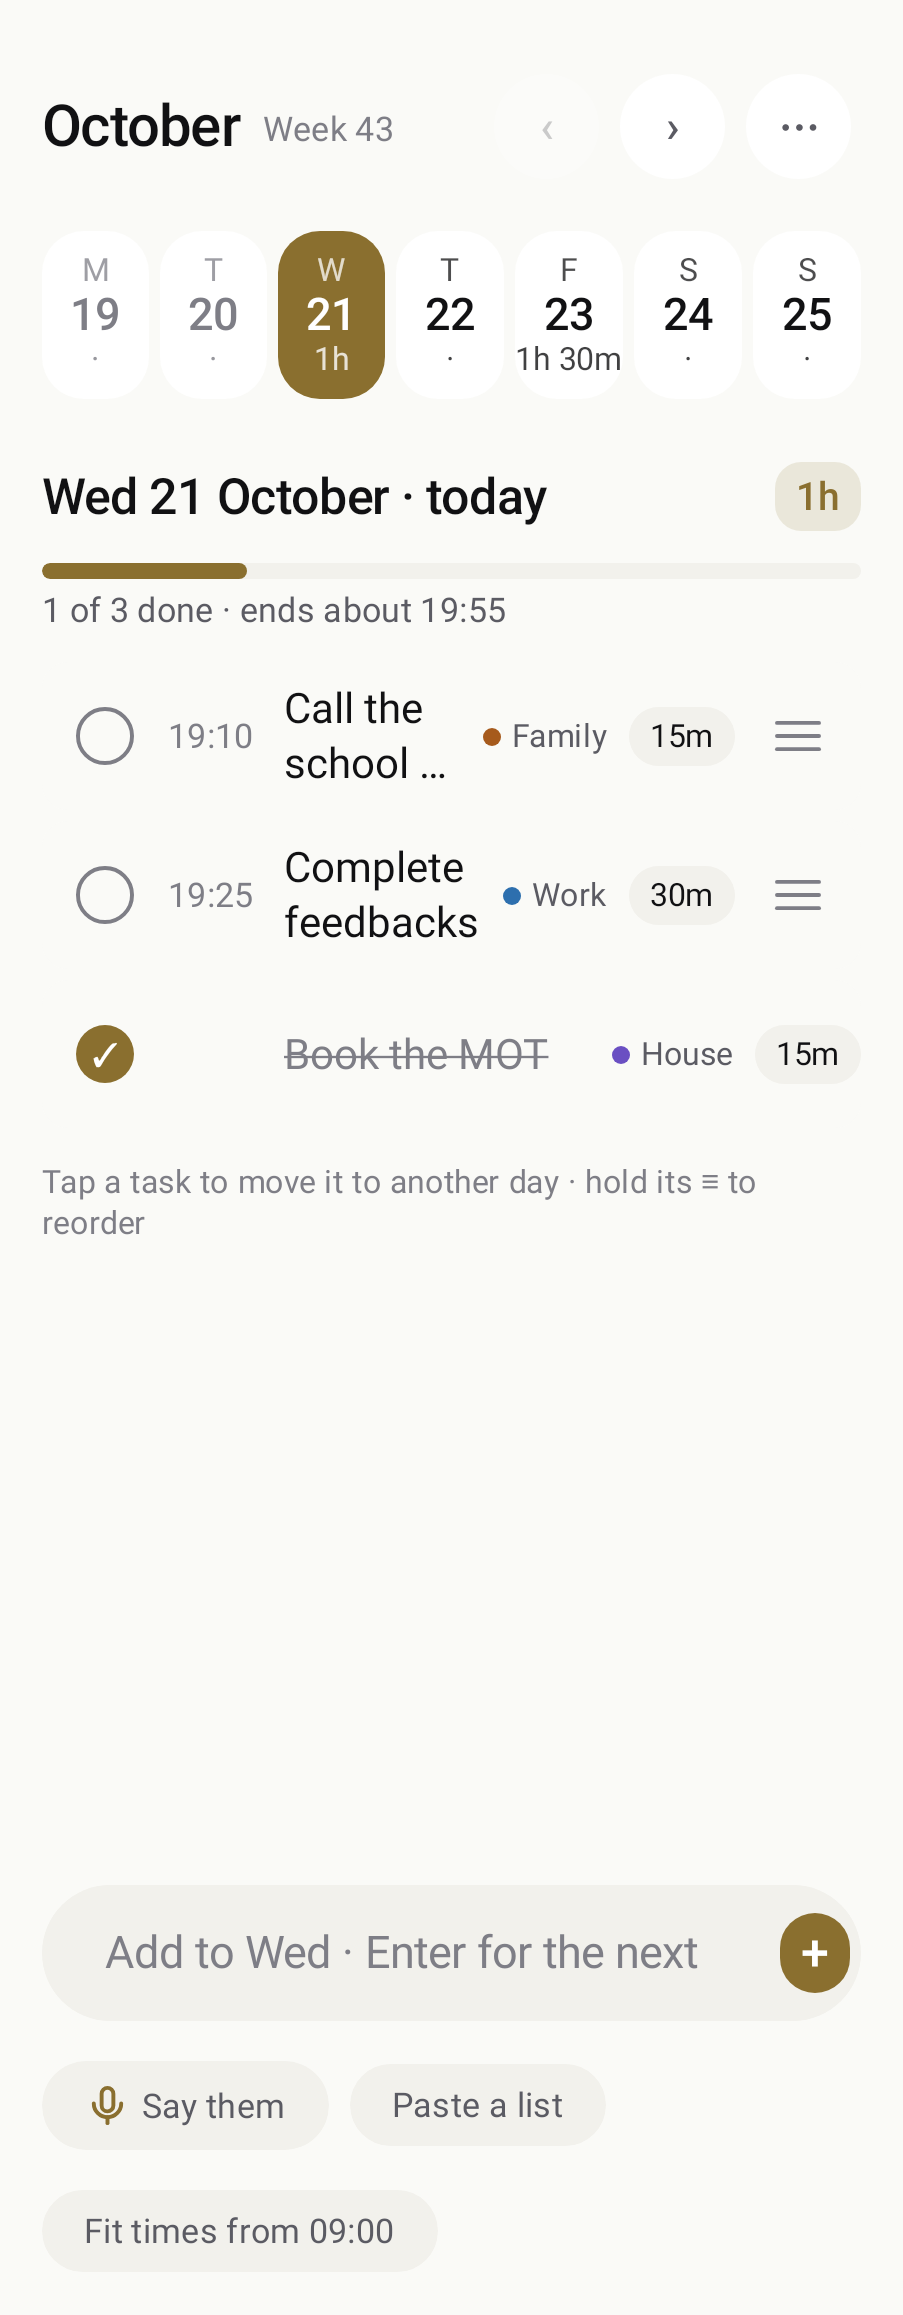 October Week 43 ‹ › ···
M T W T F S S
19 20 21 22 23 24 25
· · 1h · 1h 30m · ·
Wed 21 October · today 1h
1 of 3 done · ends about 19:55
19:10 Call the school … Family 15m
19:25 Complete feedbacks Work 30m
✓ Book the MOT House 15m
Tap a task to move it to another day · hold its ≡ to
reorder
Add to Wed · Enter for the next +
Say them Paste a list
Fit times from 09:00